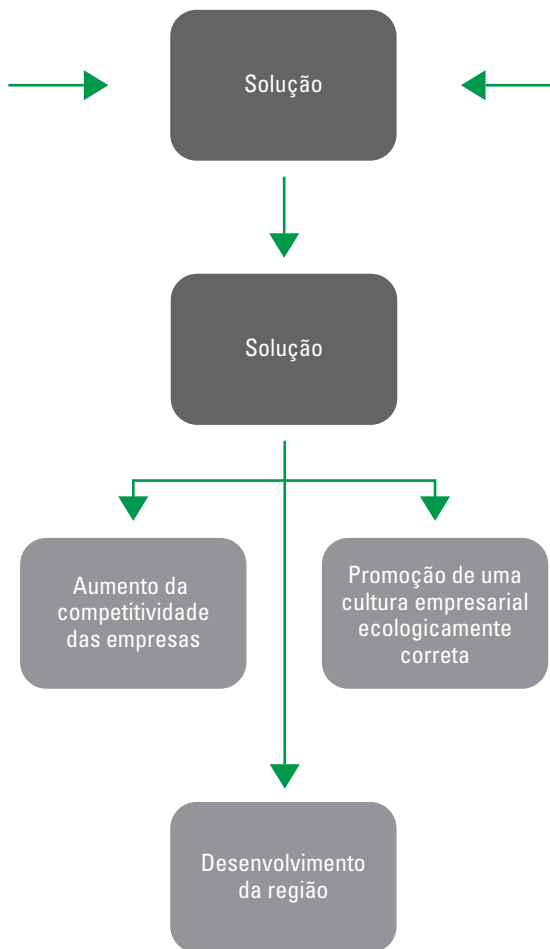 Solução
Solução
Aumento da
competitividade
das empresas
Promoção de uma
cultura empresarial
ecologicamente
correta
Desenvolvimento
da região